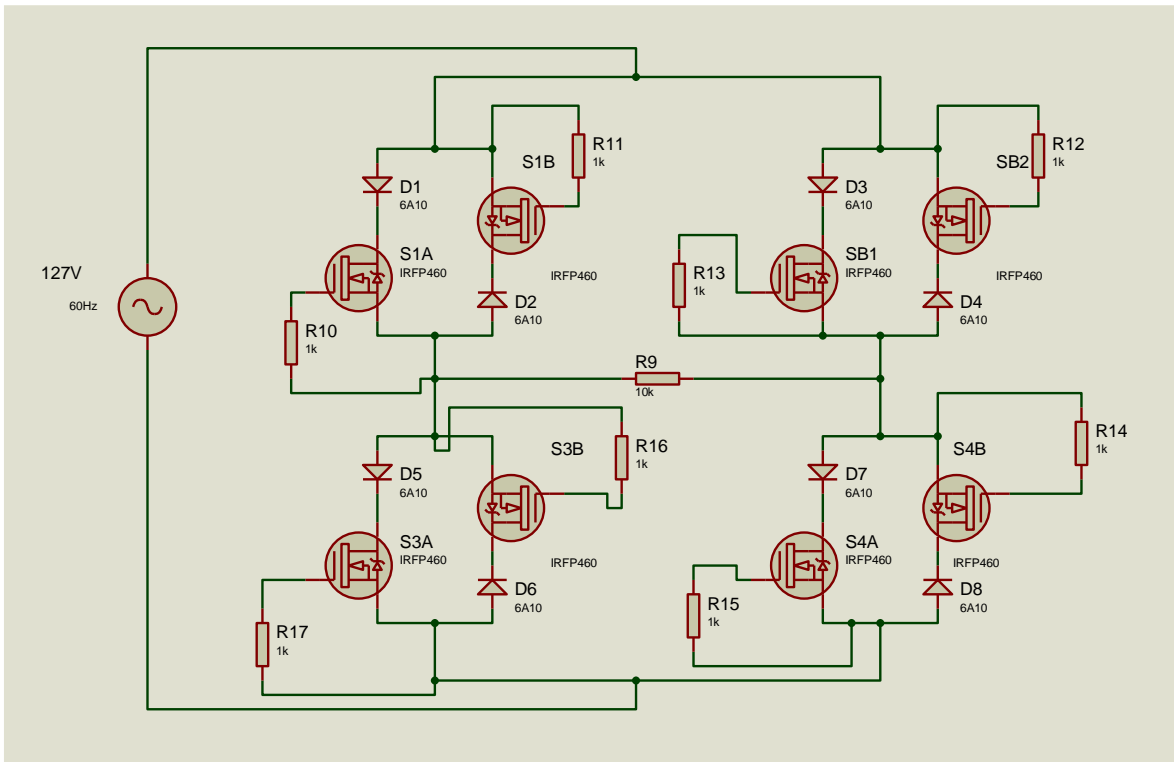 127V
60Hz
D1
6A10
S1A
IRFP460
R10
1k
S1B
R11
1k
IRFP460
D2
6A10
D3
6A10
SB1
IRFP460
R13
1k
SB2
R12
1k
IRFP460
D4
6A10
R9
10k
D5
6A10
S3A
IRFP460
R17
1k
S3B
R16
1k
IRFP460
D6
6A10
D7
6A10
S4A
IRFP460
R15
1k
S4B
R14
1k
IRFP460
D8
6A10